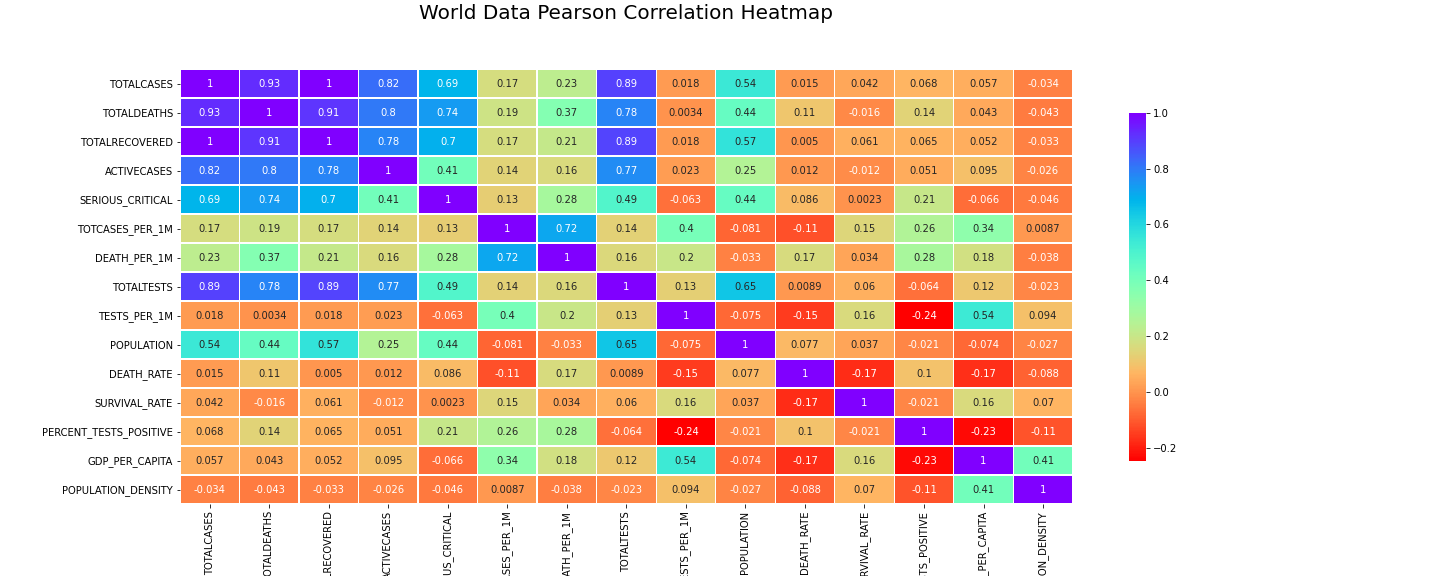 World Data Pearson Correlation Heatmap
TOTALCASES 1 0.93 1 0.82 0.69 0.17 0.23 0.89 0.018 0.54 0.015 0.042 0.068 0.057 -0.034
TOTALDEATHS 0.93 1 0.91 0.8 0.74 0.19 0.37 0.78 0.0034 0.44 0.11 -0.016 0.14 0.043 -0.043
TOTALRECOVERED 1 0.91 1 0.78 0.7 0.17 0.21 0.89 0.018 0.57 0.005 0.061 0.065 0.052 -0.033
ACTIVECASES 0.82 0.8 0.78 1 0.41 0.14 0.16 0.77 0.023 0.25 0.012 -0.012 0.051 0.095 -0.026
SERIOUS_CRITICAL 0.69 0.74 0.7 0.41 1 0.13 0.28 0.49 -0.063 0.44 0.086 0.0023 0.21 -0.066 -0.046
TOTCASES_PER_1M 0.17 0.19 0.17 0.14 0.13 1 0.72 0.14 0.4 -0.081 -0.11 0.15 0.26 0.34 0.0087
DEATH_PER_1M 0.23 0.37 0.21 0.16 0.28 0.72 1 0.16 0.2 -0.033 0.17 0.034 0.28 0.18 -0.038
TOTALTESTS 0.89 0.78 0.89 0.77 0.49 0.14 0.16 1 0.13 0.65 0.0089 0.06 -0.064 0.12 -0.023
TESTS_PER_1M 0.018 0.0034 0.018 0.023 -0.063 0.4 0.2 0.13 1 -0.075 -0.15 0.16 -0.24 0.54 0.094
POPULATION 0.54 0.44 0.57 0.25 0.44 -0.081 -0.033 0.65 -0.075 1 0.077 0.037 -0.021 -0.074 -0.027
DEATH_RATE 0.015 0.11 0.005 0.012 0.086 -0.11 0.17 0.0089 -0.15 0.077 1 -0.17 0.1 -0.17 -0.088
SURVIVAL_RATE 0.042 -0.016 0.061 -0.012 0.0023 0.15 0.034 0.06 0.16 0.037 -0.17 1 -0.021 0.16 0.07
PERCENT_TESTS_POSITIVE 0.068 0.14 0.065 0.051 0.21 0.26 0.28 -0.064 -0.24 -0.021 0.1 -0.021 1 -0.23 -0.11
GDP_PER_CAPITA 0.057 0.043 0.052 0.095 -0.066 0.34 0.18 0.12 0.54 -0.074 -0.17 0.16 -0.23 1 0.41
POPULATION_DENSITY -0.034 -0.043 -0.033 -0.026 -0.046 0.0087 -0.038 -0.023 0.094 -0.027 -0.088 0.07 -0.11 0.41 1
TOTALCASES
OTALDEATHS
LRECOVERED
ACTIVECASES
US_CRITICAL
SES_PER_1M
ATH_PER_1M
TOTALTESTS
STS_PER_1M
POPULATION
DEATH_RATE
RVIVAL_RATE
TS_POSITIVE
_PER_CAPITA
ON_DENSITY
1.0
0.8
0.6
0.4
0.2
0.0
−0.2